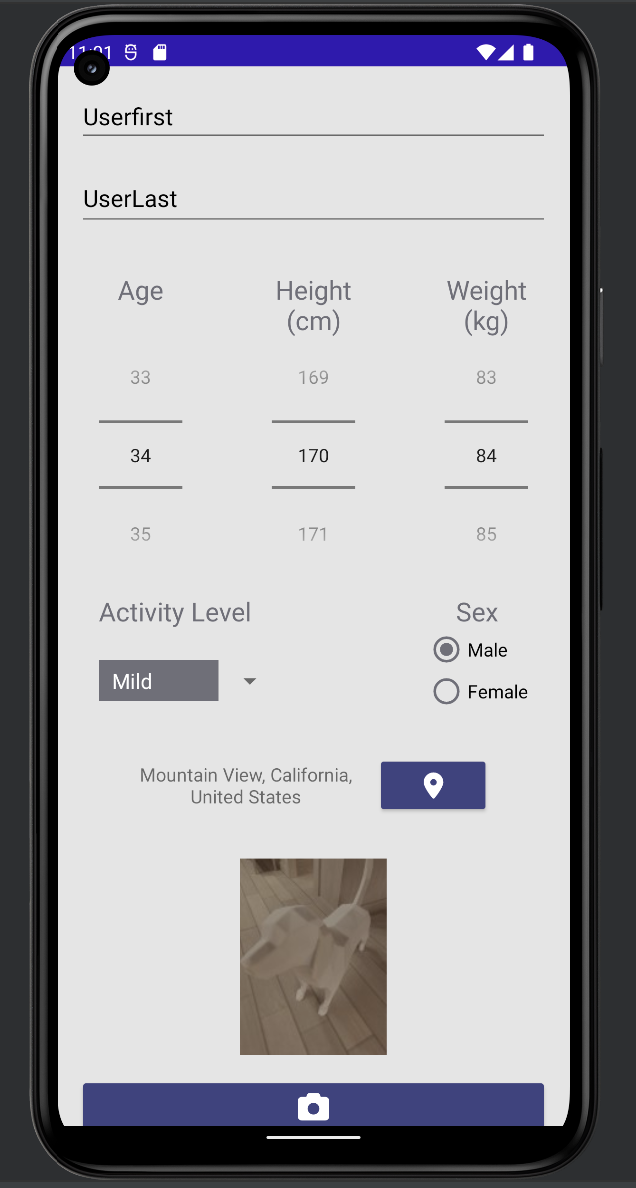 11:01
Userfirst
UserLast
Age Height Weight
(cm) (kg)
33 169 83
34 170 84
35 171 85
Activity Level Sex
Male
Mild
Female
Mountain View, California,
United States